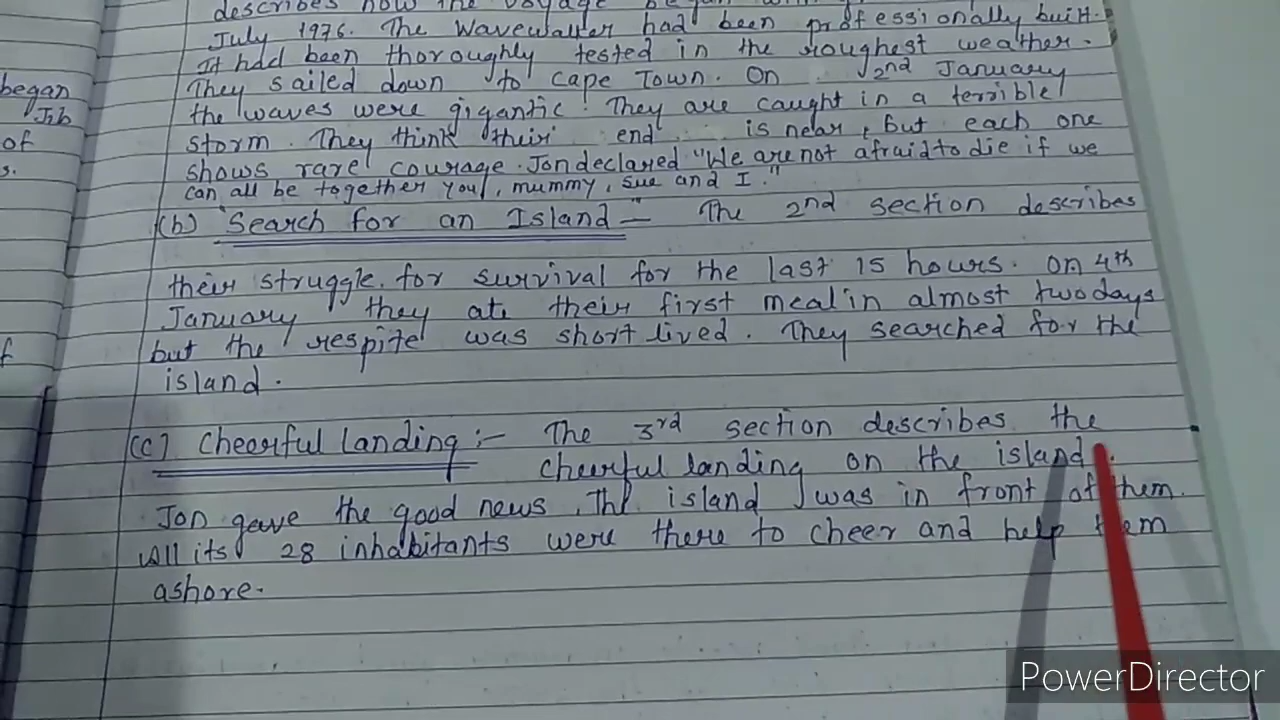 describes how the voyage began with
July 1976. The Wavewalker had been professionally built.
It had been thoroughly tested in the roughest weather.
They sailed down to Cape Town. On 2nd January
the waves were gigantic. They are caught in a terrible
storm. They think their end is near, but each one
shows rare courage. Jon declared "We are not afraid to die if we
can all be together you, mummy, Sue and I."
(b) "Search for an Island" – The 2nd section describes
their struggle for survival for the last 15 hours. On 4th
January they ate their first meal in almost two days
but the respite was short lived. They searched for the
island.
(c) Cheerful landing :- The 3rd section describes the
cheerful landing on the island.
Jon gave the good news. The island was in front of them.
All its 28 inhabitants were there to cheer and help them
ashore.
began
Job
of
s.
f
PowerDirector